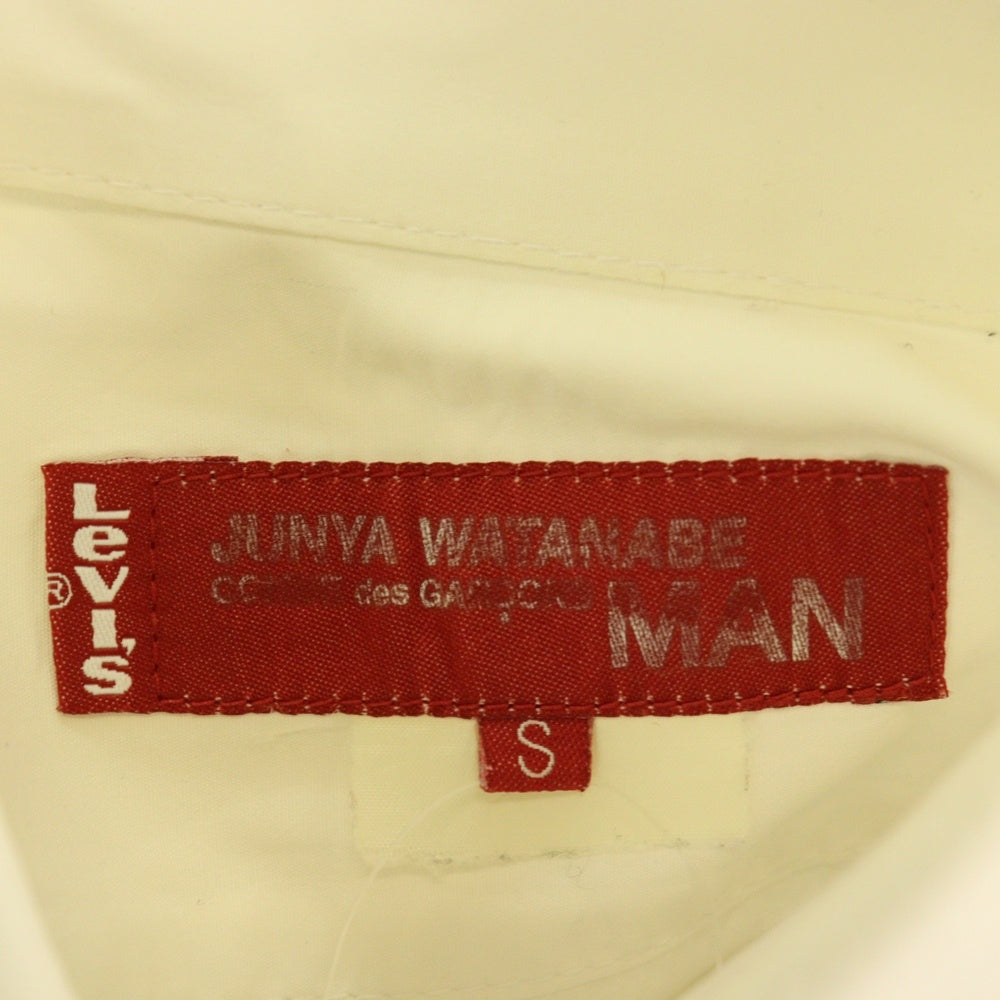 LEVI'S
®
JUNYA WATANABE
COMME des GARÇONS
MAN
S